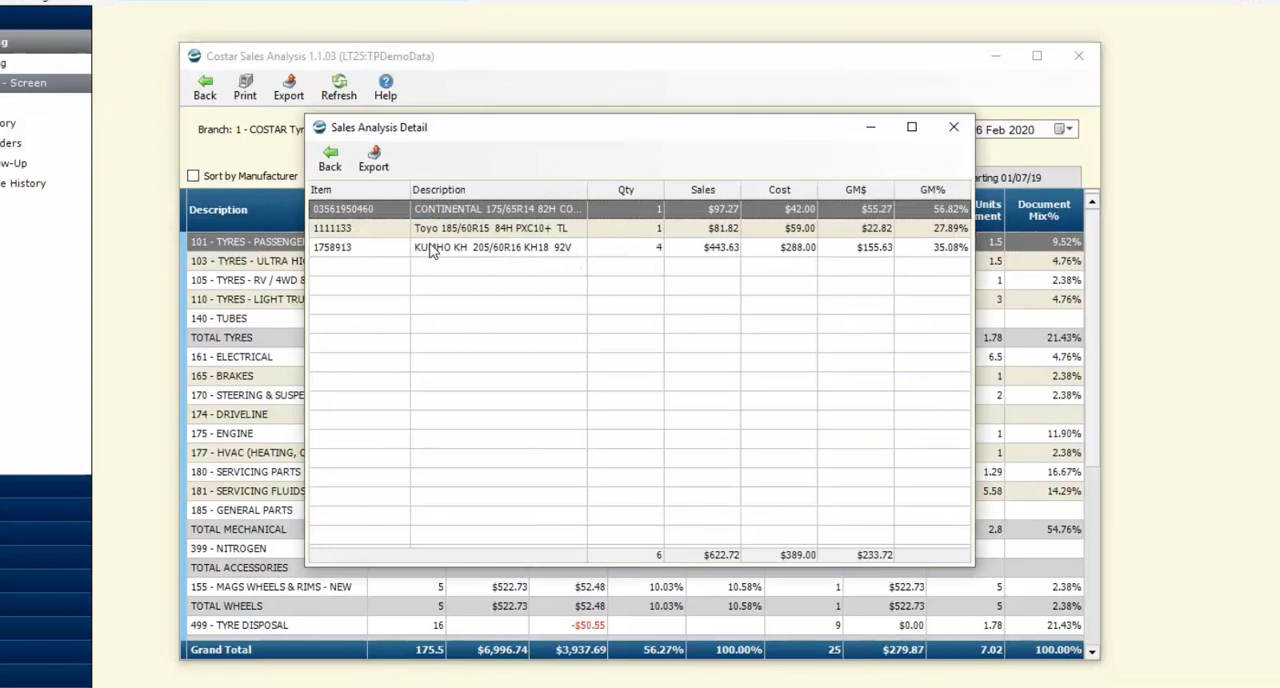 g
Costar Sales Analysis 1.1.03 (LT25:TPDemoData)
g
- Screen
Back Print Export Refresh Help
ory
Branch: 1 - COSTAR Tyr
Sales Analysis Detail
6 Feb 2020
ders
w-Up
Back Export
e History
Sort by Manufacturer
arting 01/07/19
Item Description Qty Sales Cost GM$ GM%
Description
Units
ment
Document
Mix%
03561950460 CONTINENTAL 175/65R14 82H CO... 1 $97.27 $42.00 $55.27 56.82%
1111133 Toyo 185/60R15 84H PXC10+ TL 1 $81.82 $59.00 $22.82 27.89%
1758913 KUMHO KH 205/60R16 KH18 92V 4 $443.63 $288.00 $155.63 35.08%
6 $622.72 $389.00 $233.72
101 - TYRES - PASSENGE 1.5 9.52%
103 - TYRES - ULTRA HI 1.5 4.76%
105 - TYRES - RV / 4WD & 1 2.38%
110 - TYRES - LIGHT TRU 3 4.76%
140 - TUBES
TOTAL TYRES 1.78 21.43%
161 - ELECTRICAL 6.5 4.76%
165 - BRAKES 1 2.38%
170 - STEERING & SUSPE 2 2.38%
174 - DRIVELINE
175 - ENGINE 1 11.90%
177 - HVAC (HEATING, C 1 2.38%
180 - SERVICING PARTS 1.29 16.67%
181 - SERVICING FLUIDS 5.58 14.29%
185 - GENERAL PARTS
TOTAL MECHANICAL 2.8 54.76%
399 - NITROGEN
TOTAL ACCESSORIES
155 - MAGS WHEELS & RIMS - NEW 5 $522.73 $52.48 10.03% 10.58% 1 $522.73 5 2.38%
TOTAL WHEELS 5 $522.73 $52.48 10.03% 10.58% 1 $522.73 5 2.38%
499 - TYRE DISPOSAL 16 -$50.55 9 $0.00 1.78 21.43%
Grand Total 175.5 $6,996.74 $3,937.69 56.27% 100.00% 25 $279.87 7.02 100.00%